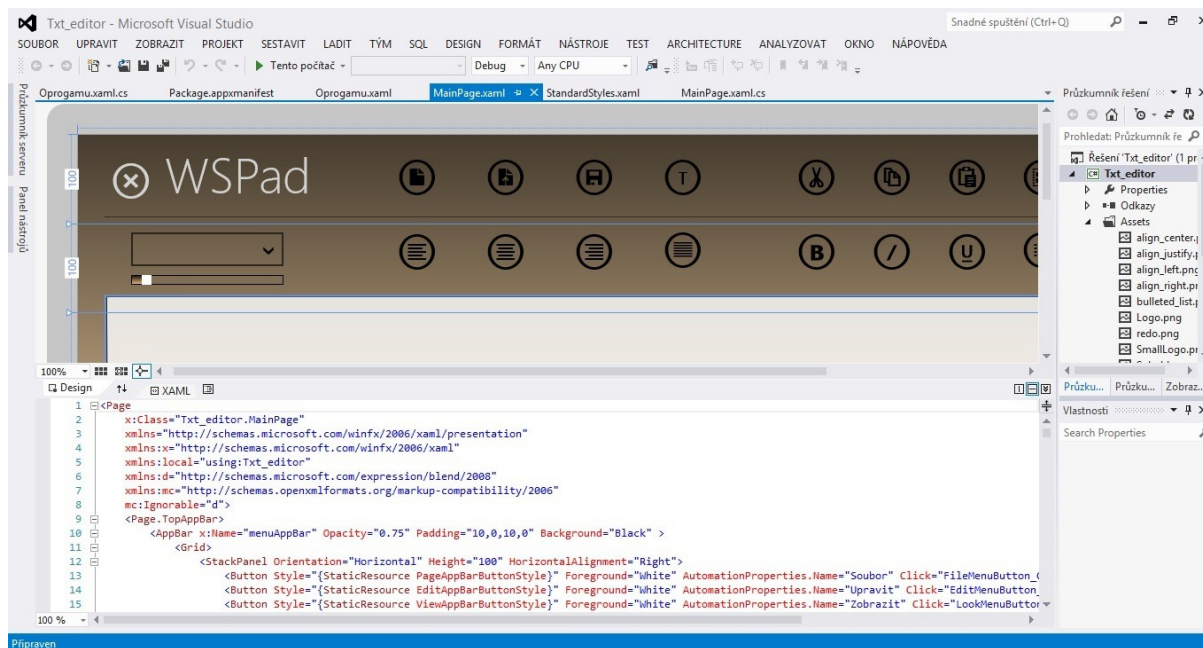 Txt_editor - Microsoft Visual Studio
Snadné spuštění (Ctrl+Q)
SOUBOR UPRAVIT ZOBRAZIT PROJEKT SESTAVIT LADIT TÝM SQL DESIGN FORMÁT NÁSTROJE TEST ARCHITECTURE ANALYZOVAT OKNO NÁPOVĚDA
Tento počítač Debug Any CPU
Průzkumník serveru
Panel nástrojů
Oprogamu.xaml.cs Package.appxmanifest Oprogamu.xaml MainPage.xaml StandardStyles.xaml MainPage.xaml.cs
100
WSPad
T
100
B / U
100%
Design XAML
1 <Page
2 x:Class="Txt_editor.MainPage"
3 xmlns="http://schemas.microsoft.com/winfx/2006/xaml/presentation"
4 xmlns:x="http://schemas.microsoft.com/winfx/2006/xaml"
5 xmlns:local="using:Txt_editor"
6 xmlns:d="http://schemas.microsoft.com/expression/blend/2008"
7 xmlns:mc="http://schemas.openxmlformats.org/markup-compatibility/2006"
8 mc:Ignorable="d">
9 <Page.TopAppBar>
10 <AppBar x:Name="menuAppBar" Opacity="0.75" Padding="10,0,10,0" Background="Black" >
11 <Grid>
12 <StackPanel Orientation="Horizontal" Height="100" HorizontalAlignment="Right">
13 <Button Style="{StaticResource PageAppBarButtonStyle}" Foreground="White" AutomationProperties.Name="Soubor" Click="FileMenuButton_
14 <Button Style="{StaticResource EditAppBarButtonStyle}" Foreground="White" AutomationProperties.Name="Upravit" Click="EditMenuButton_
15 <Button Style="{StaticResource ViewAppBarButtonStyle}" Foreground="White" AutomationProperties.Name="Zobrazit" Click="LookMenuButton
100 %
Připraven
Průzkumník řešení
Prohledat: Průzkumník ře
Řešení 'Txt_editor' (1 pr
C# Txt_editor
Properties
Odkazy
Assets
align_center.
align_justify.
align_left.png
align_right.pr
bulleted_list.
Logo.png
redo.png
SmallLogo.pr
Průzku... Průzku... Zobraz...
Vlastnosti
Search Properties